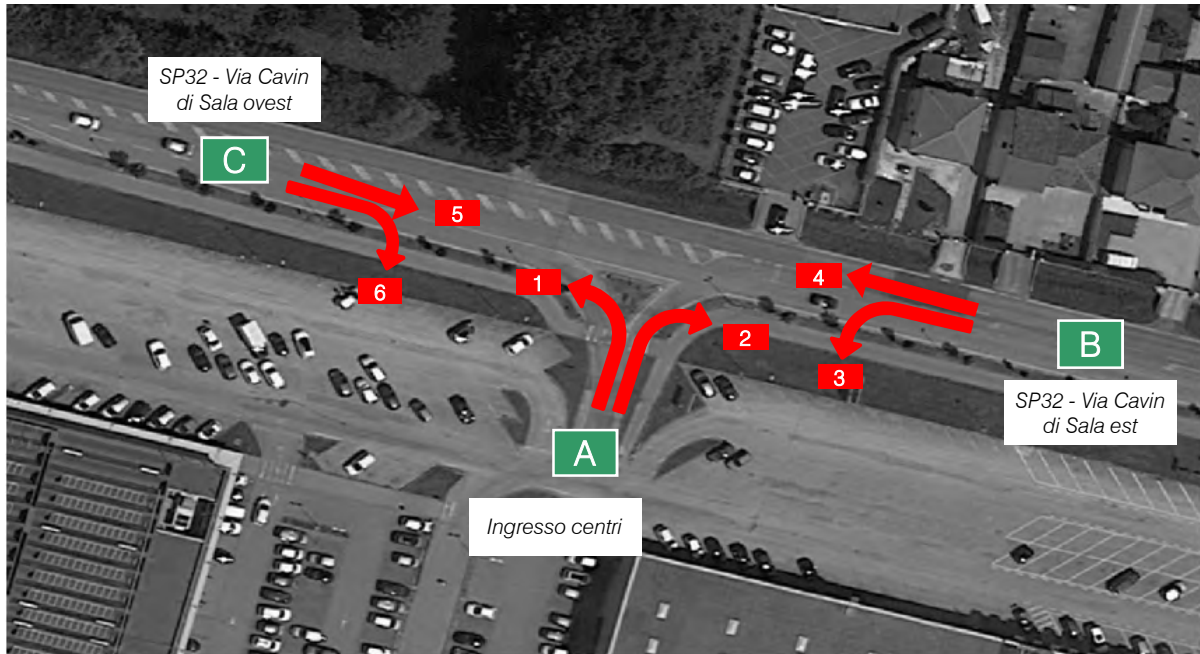 SP32 - Via Cavin
di Sala ovest
C
5
6
1
4
2
3
B
SP32 - Via Cavin
di Sala est
A
Ingresso centri